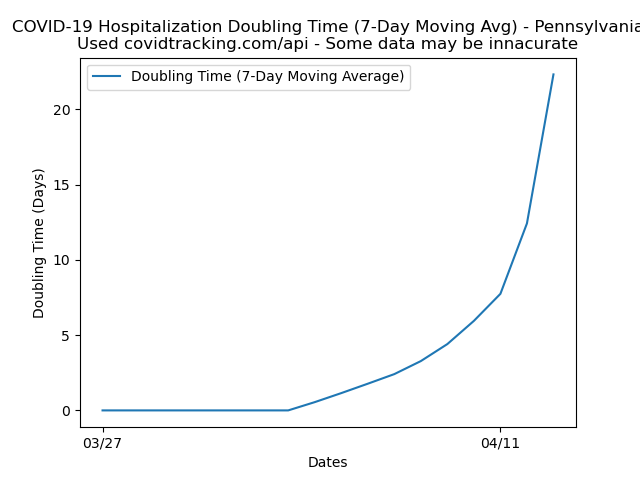 COVID-19 Hospitalization Doubling Time (7-Day Moving Avg) - Pennsylvania
Used covidtracking.com/api - Some data may be innacurate
Doubling Time (7-Day Moving Average)
Doubling Time (Days)
20
15
10
5
0
03/27
04/11
Dates